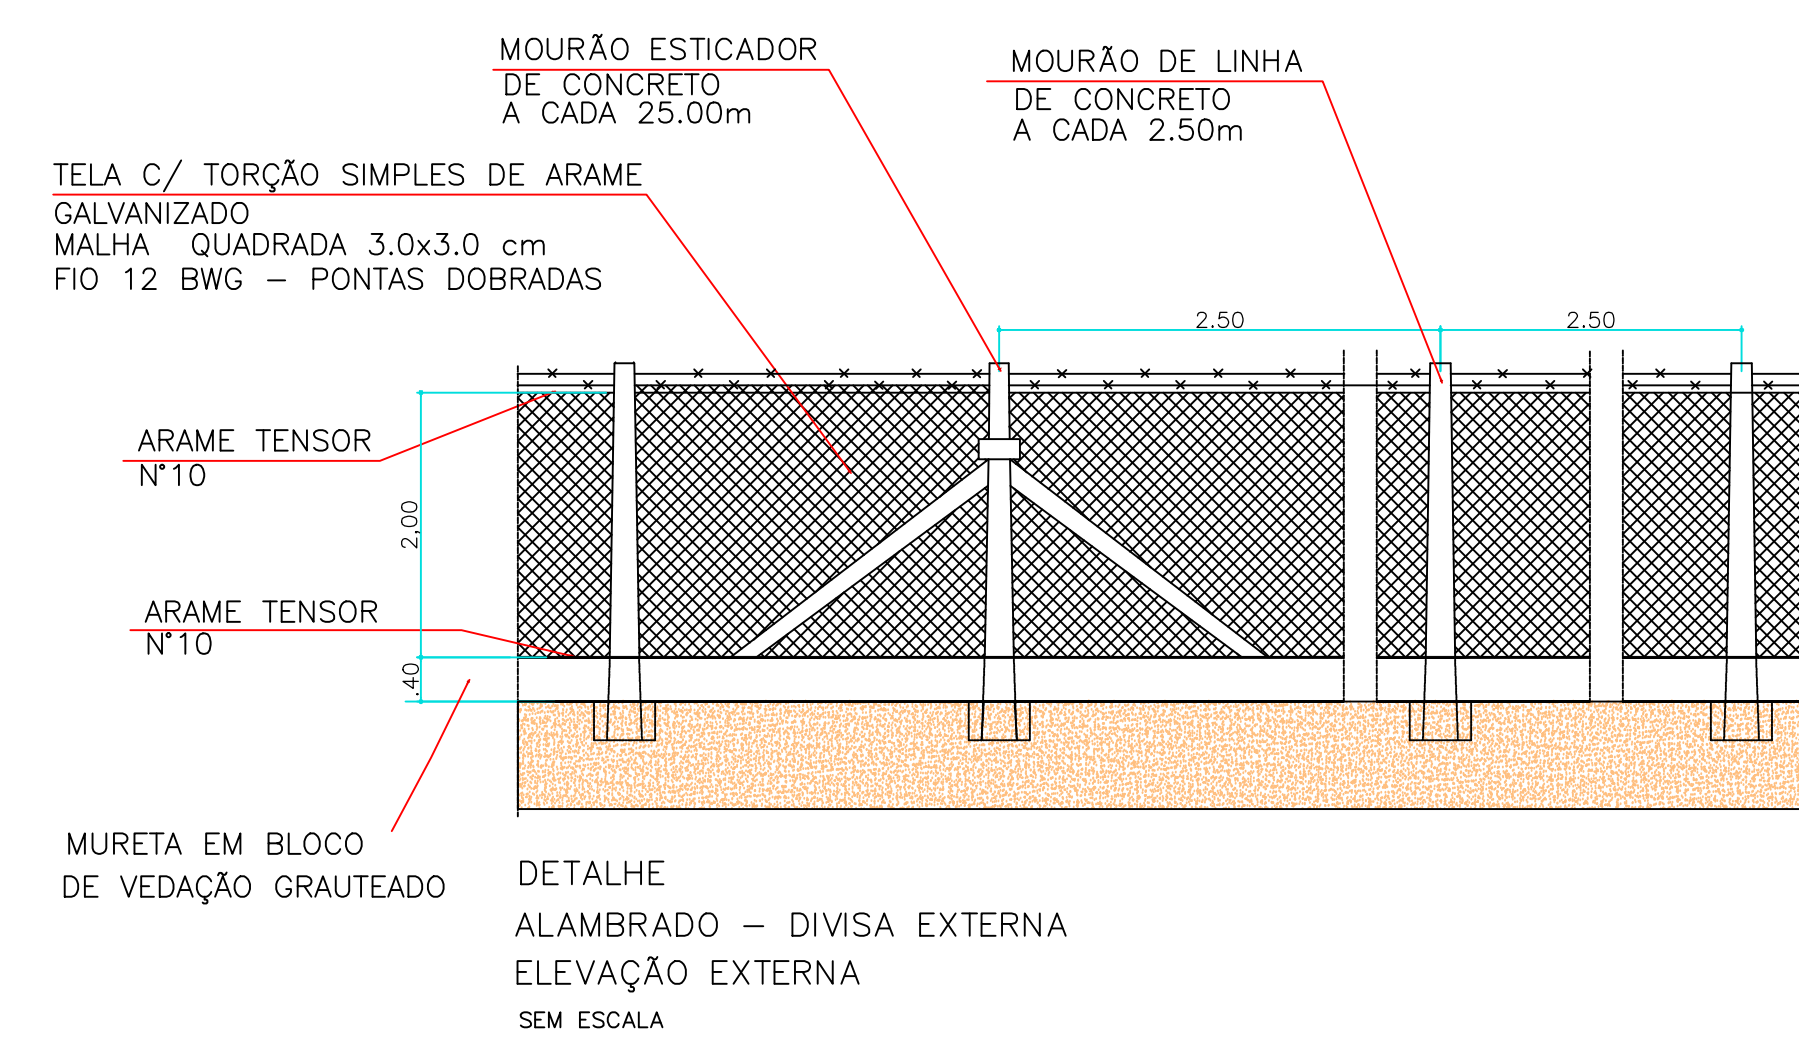 MOURÃO ESTICADOR
DE CONCRETO
A CADA 25.00m
MOURÃO DE LINHA
DE CONCRETO
A CADA 2.50m
TELA C/ TORÇÃO SIMPLES DE ARAME
GALVANIZADO
MALHA QUADRADA 3.0x3.0 cm
FIO 12 BWG - PONTAS DOBRADAS
2.50
2.50
ARAME TENSOR
N°10
2,00
ARAME TENSOR
N°10
.40
MURETA EM BLOCO
DE VEDAÇÃO GRAUTEADO
DETALHE
ALAMBRADO - DIVISA EXTERNA
ELEVAÇÃO EXTERNA
SEM ESCALA